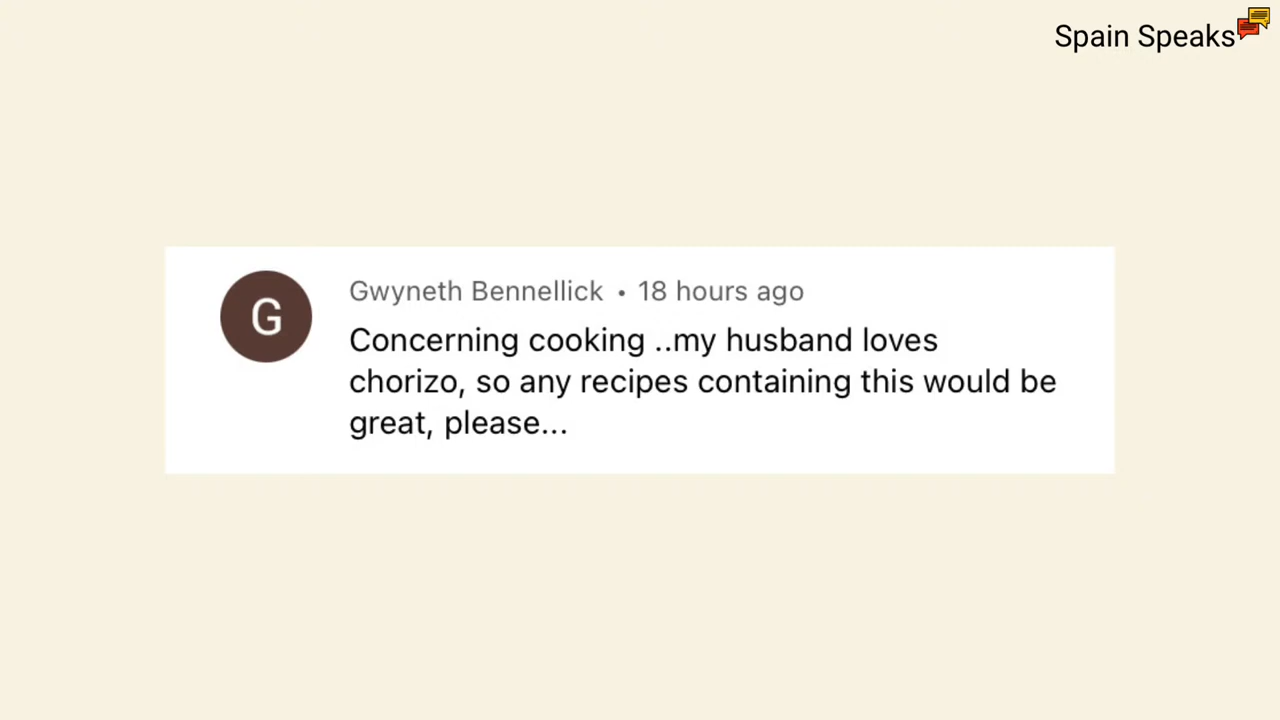 Spain Speaks
G
Gwyneth Bennellick • 18 hours ago
Concerning cooking ..my husband loves
chorizo, so any recipes containing this would be
great, please...